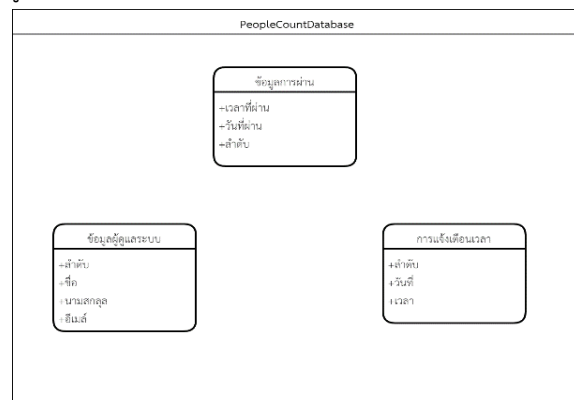 PeopleCountDatabase
ข้อมูลการผ่าน
+เวลาที่ผ่าน
+วันที่ผ่าน
+ลำดับ
ข้อมูลผู้ดูแลระบบ
+ลำดับ
+ชื่อ
+นามสกลุล
+อีเมล์
การแจ้งเตือนเวลา
+ลำดับ
+วันที่
+เวลา